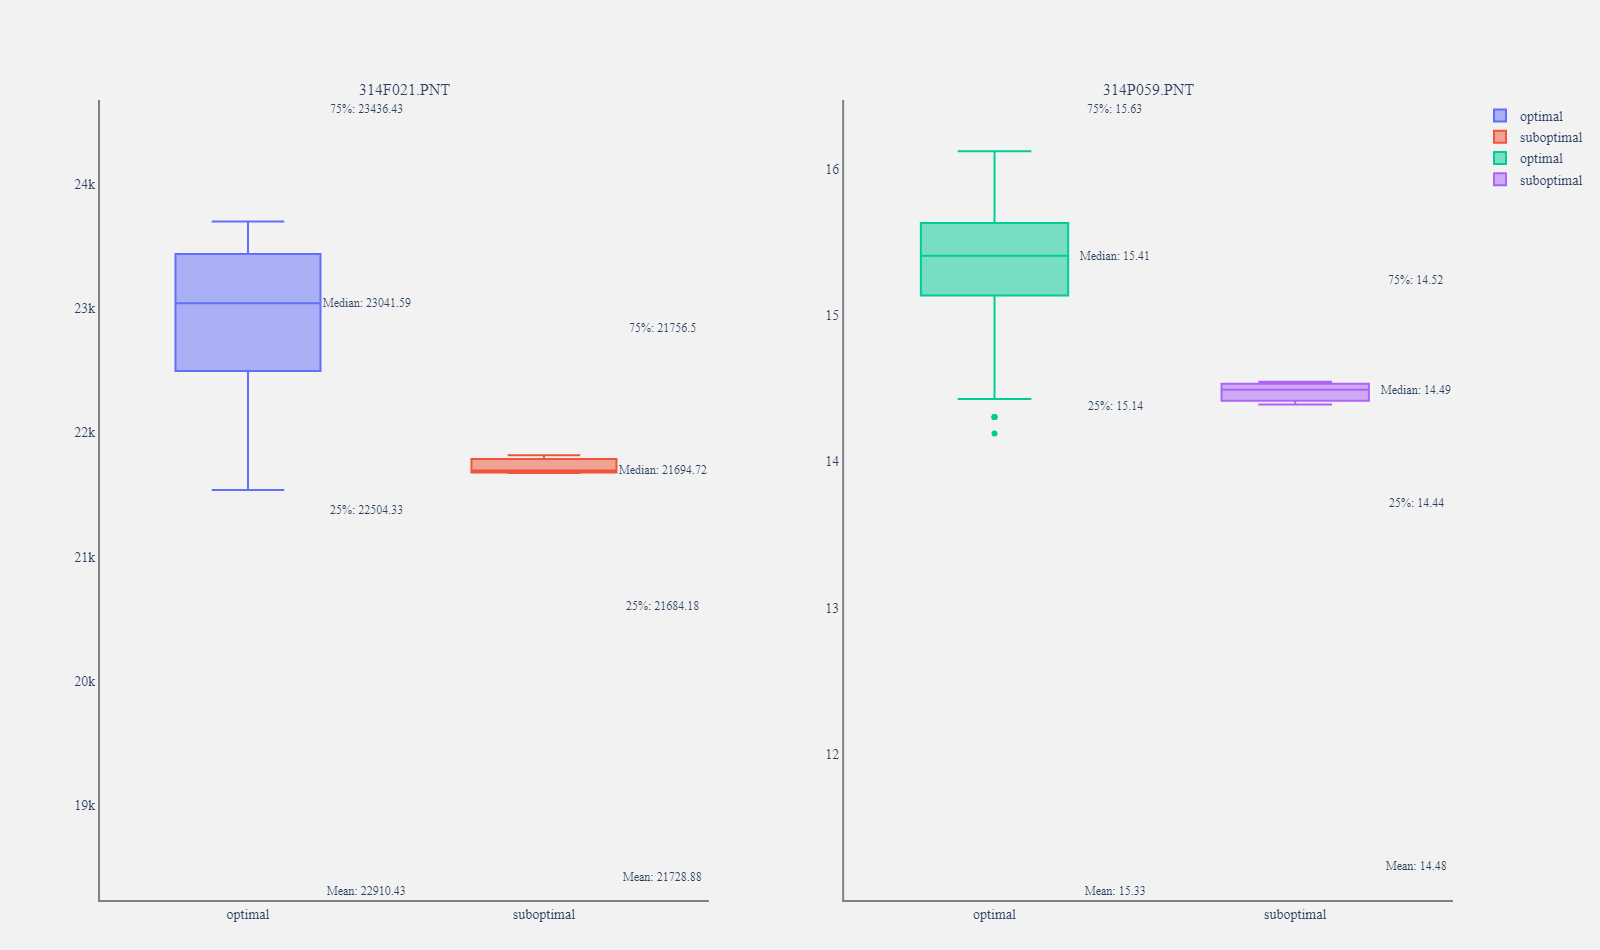 314F021.PNT
75%: 23436.43
24k
23k
22k
21k
20k
19k
Median: 23041.59
75%: 21756.5
Median: 21694.72
25%: 22504.33
25%: 21684.18
Mean: 21728.88
Mean: 22910.43
optimal
suboptimal
314P059.PNT
75%: 15.63
16
15
14
13
12
Median: 15.41
75%: 14.52
Median: 14.49
25%: 15.14
25%: 14.44
Mean: 14.48
Mean: 15.33
optimal
suboptimal
optimal
suboptimal
optimal
suboptimal